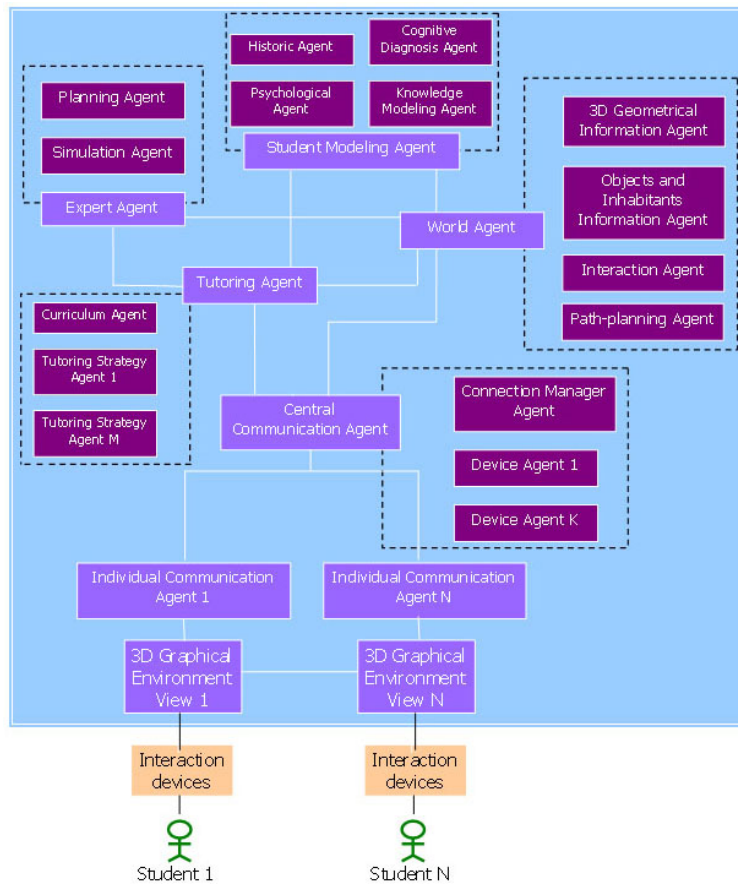 Historic Agent
Cognitive
Diagnosis Agent
Psychological
Agent
Knowledge
Modeling Agent
Student Modeling Agent
Planning Agent
Simulation Agent
Expert Agent
3D Geometrical
Information Agent
Objects and
Inhabitants
Information Agent
Interaction Agent
Path-planning Agent
World Agent
Tutoring Agent
Curriculum Agent
Tutoring Strategy
Agent 1
Tutoring Strategy
Agent M
Central
Communication Agent
Connection Manager
Agent
Device Agent 1
Device Agent K
Individual Communication
Agent 1
Individual Communication
Agent N
3D Graphical
Environment
View 1
3D Graphical
Environment
View N
Interaction
devices
Interaction
devices
Student 1
Student N